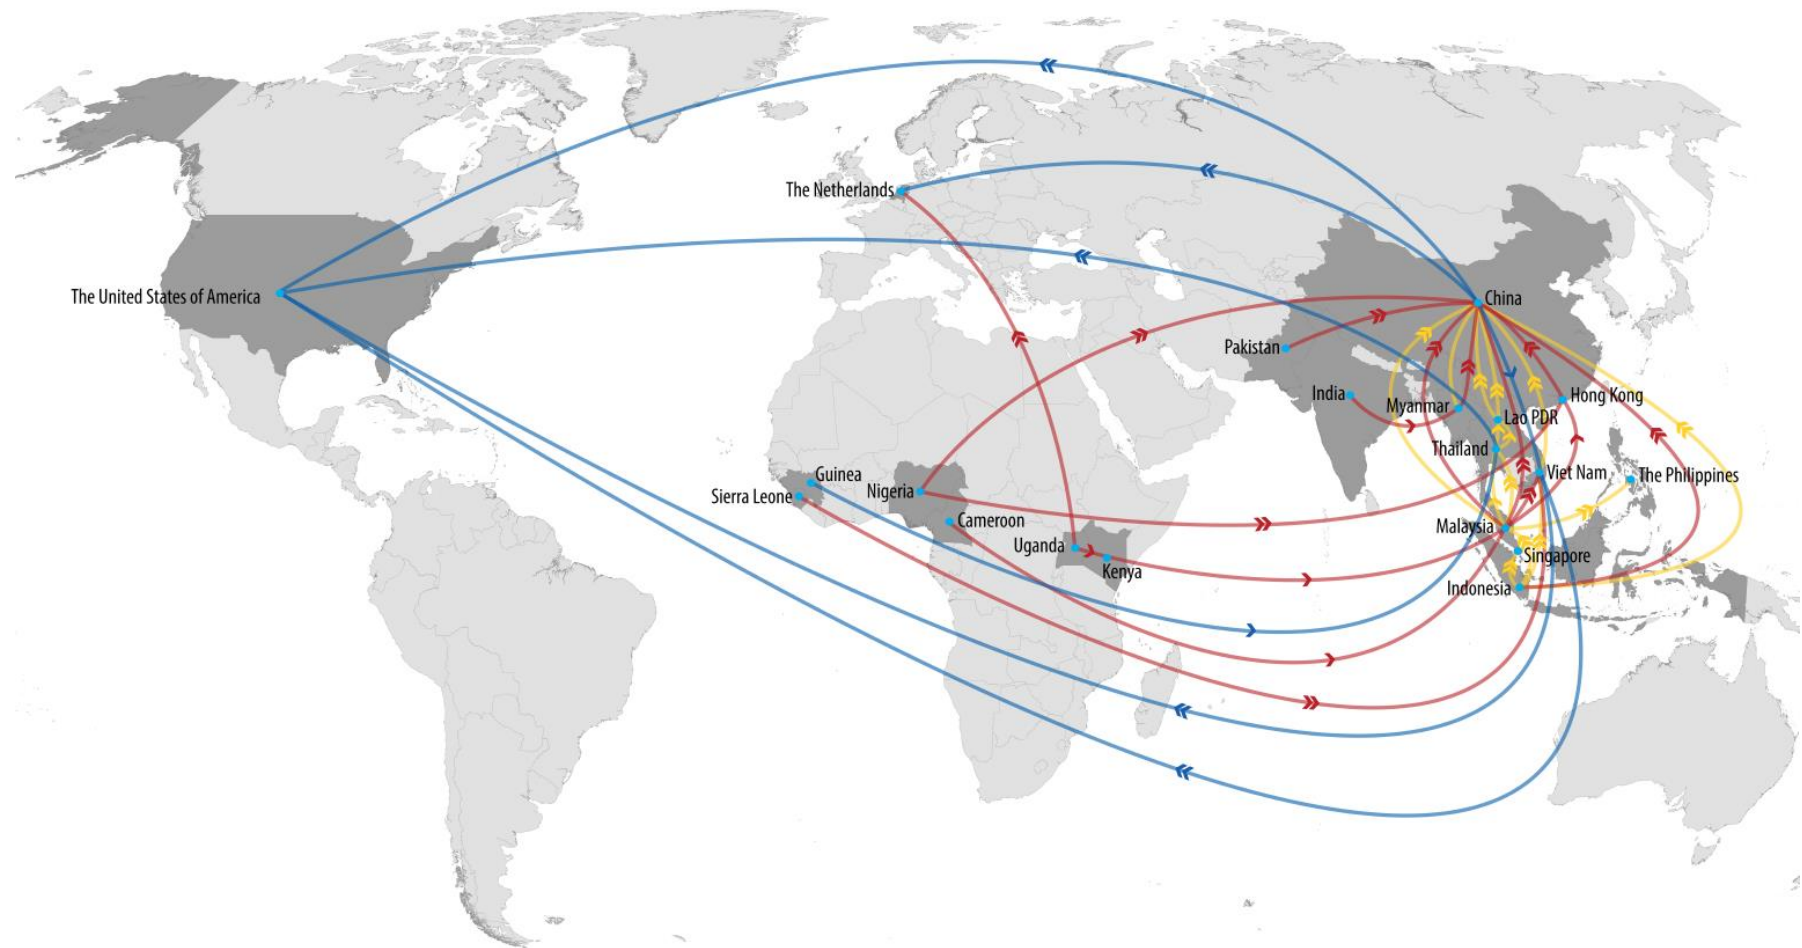 The Netherlands
The United States of America
China
Pakistan
India
Myanmar
Hong Kong
Lao PDR
Thailand
Viet Nam
The Philippines
Guinea
Sierra Leone
Nigeria
Cameroon
Uganda
Kenya
Malaysia
Singapore
Indonesia